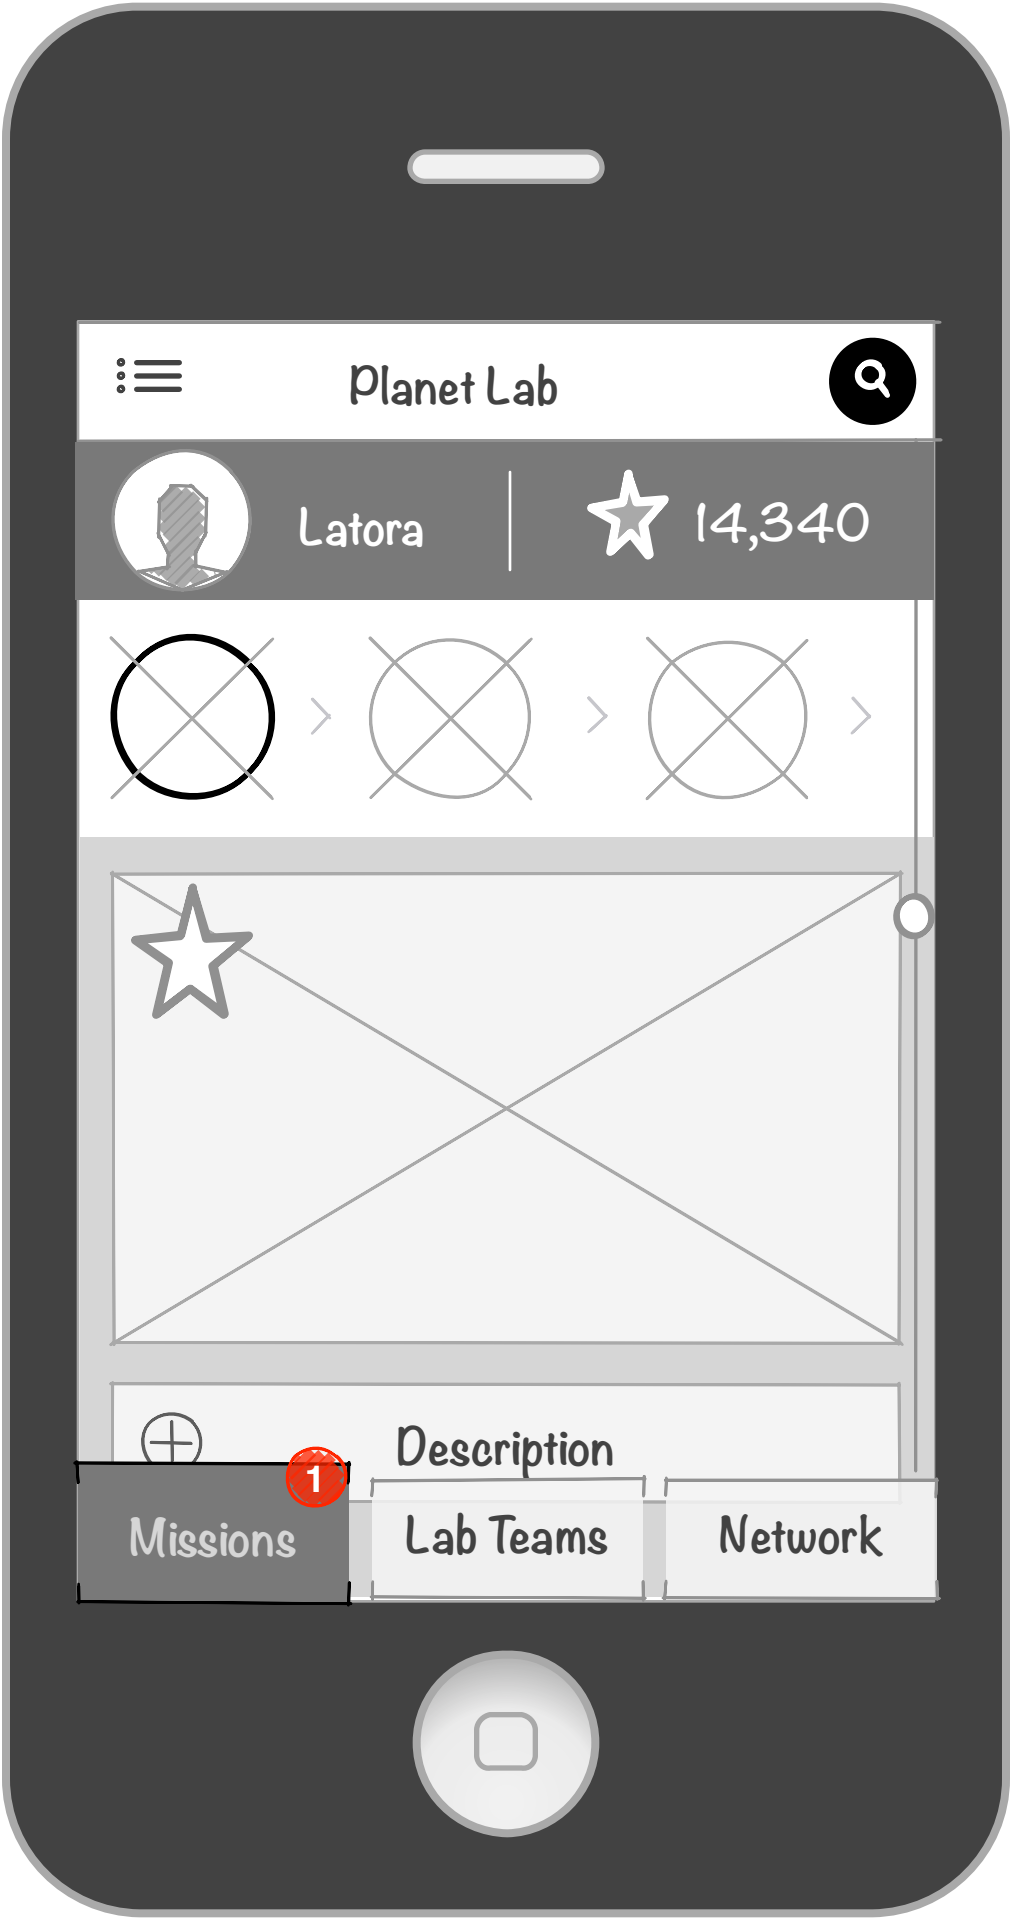 Planet Lab
Latora
14,340
Description
1
Missions
Lab Teams
Network